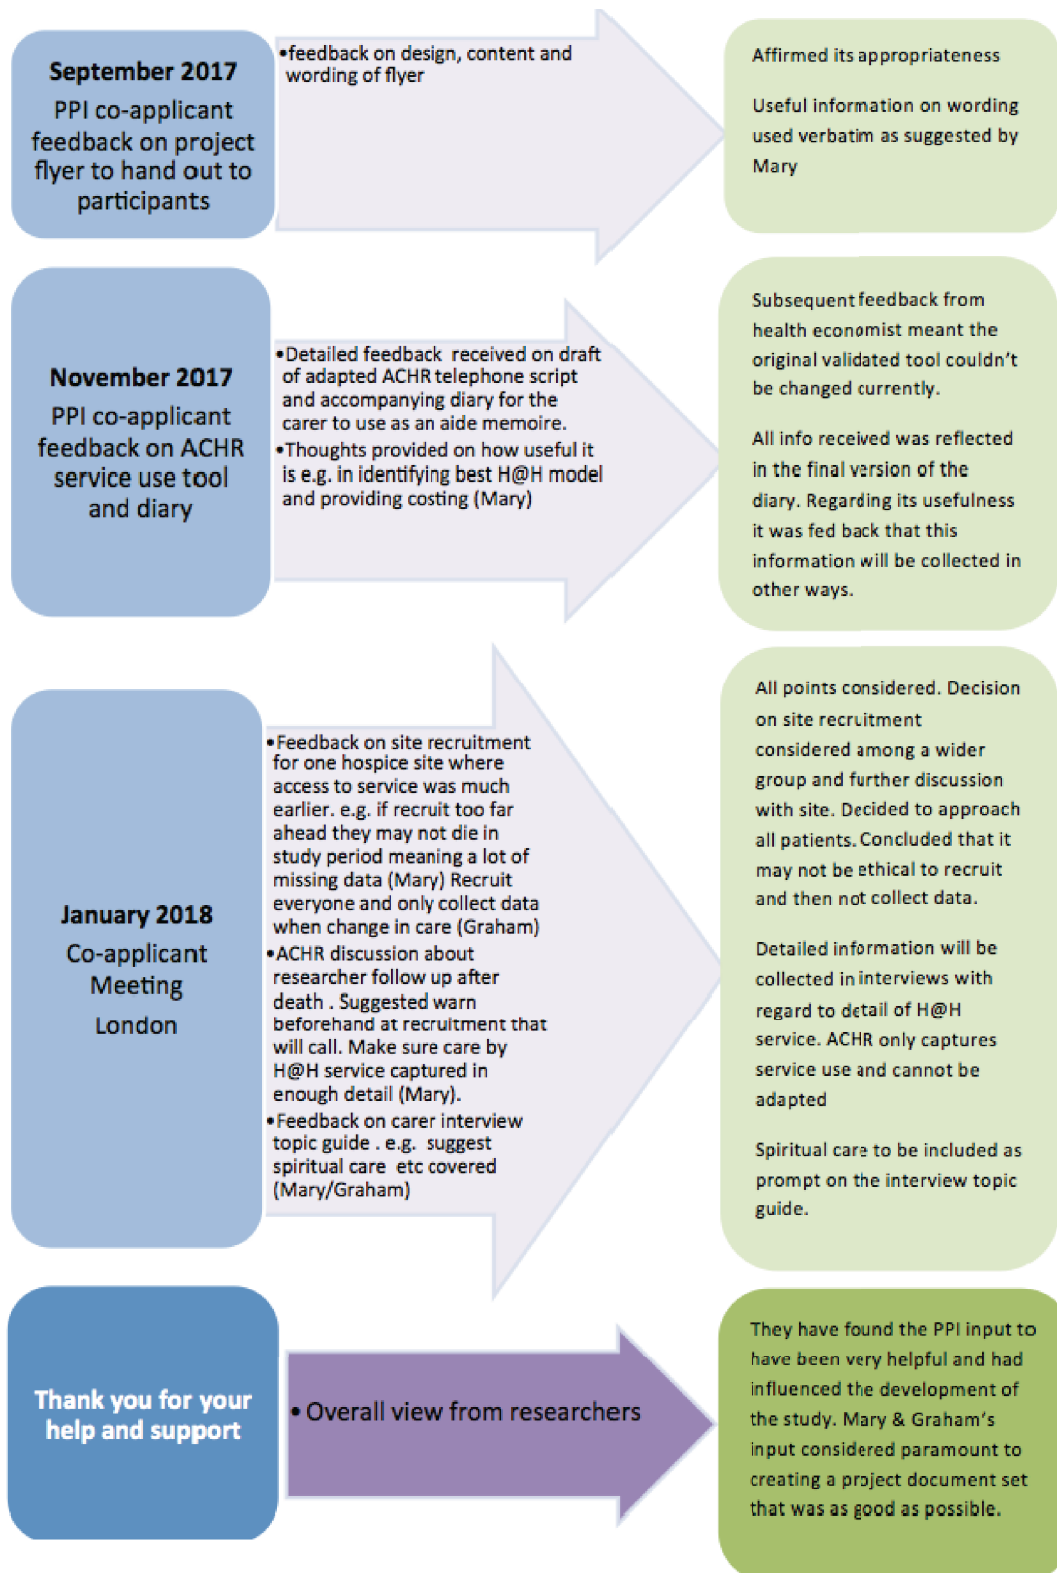 September 2017
PPI co-applicant
feedback on project
flyer to hand out to
participants
•feedback on design, content and
wording of flyer
Affirmed its appropriateness
Useful information on wording
used verbatim as suggested by
Mary
November 2017
PPI co-applicant
feedback on ACHR
service use tool
and diary
•Detailed feedback received on draft
of adapted ACHR telephone script
and accompanying diary for the
carer to use as an aide memoire.
•Thoughts provided on how useful it
is e.g. in identifying best H@H model
and providing costing (Mary)
Subsequent feedback from
health economist meant the
original validated tool couldn't
be changed currently.
All info received was reflected
in the final version of the
diary. Regarding its usefulness
it was fed back that this
information will be collected in
other ways.
January 2018
Co-applicant
Meeting
London
•Feedback on site recruitment
for one hospice site where
access to service was much
earlier. e.g. if recruit too far
ahead they may not die in
study period meaning a lot of
missing data (Mary) Recruit
everyone and only collect data
when change in care (Graham)
•ACHR discussion about
researcher follow up after
death . Suggested warn
beforehand at recruitment that
will call. Make sure care by
H@H service captured in
enough detail (Mary).
•Feedback on carer interview
topic guide . e.g. suggest
spiritual care etc covered
(Mary/Graham)
All points considered. Decision
on site recruitment
considered among a wider
group and further discussion
with site. Decided to approach
all patients. Concluded that it
may not be ethical to recruit
and then not collect data.
Detailed information will be
collected in interviews with
regard to detail of H@H
service. ACHR only captures
service use and cannot be
adapted
Spiritual care to be included as
prompt on the interview topic
guide.
Thank you for your
help and support
• Overall view from researchers
They have found the PPI input to
have been very helpful and had
influenced the development of
the study. Mary & Graham's
input considered paramount to
creating a project document set
that was as good as possible.